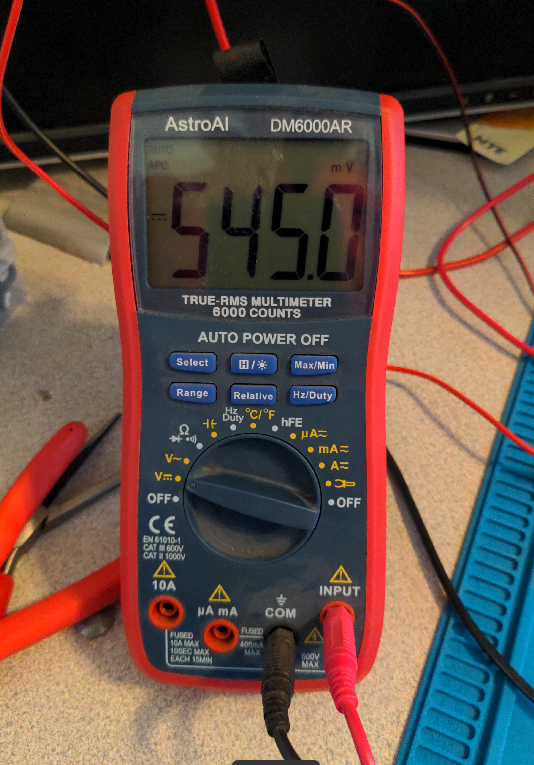 AstroAI DM6000AR
AUTO
APO
m V
545.0
TRUE-RMS MULTIMETER
6000 COUNTS
AUTO POWER OFF
Select H/☀ Max/Min
Range Relative Hz/Duty
Hz
Duty
°C/°F
hFE
Ω
µA
mA
V~
A
V
OFF
OFF
CE
EN 61010-1
CAT III 600V
CAT II 1000V
10A
µA mA
COM
INPUT
FUSED
10A MAX
10SEC MAX
EACH 15MIN
FUSED
MAX
600V
MAX